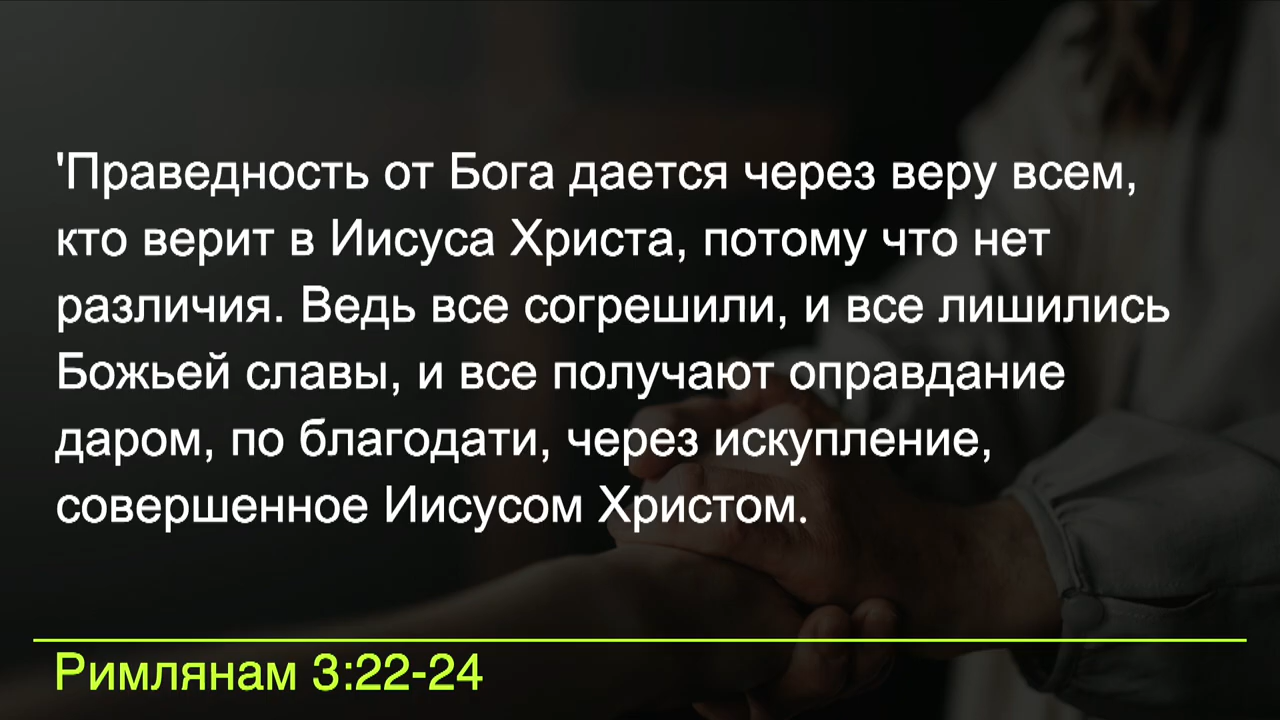 'Праведность от Бога дается через веру всем,
кто верит в Иисуса Христа, потому что нет
различия. Ведь все согрешили, и все лишились
Божьей славы, и все получают оправдание
даром, по благодати, через искупление,
совершенное Иисусом Христом.
Римлянам 3:22-24